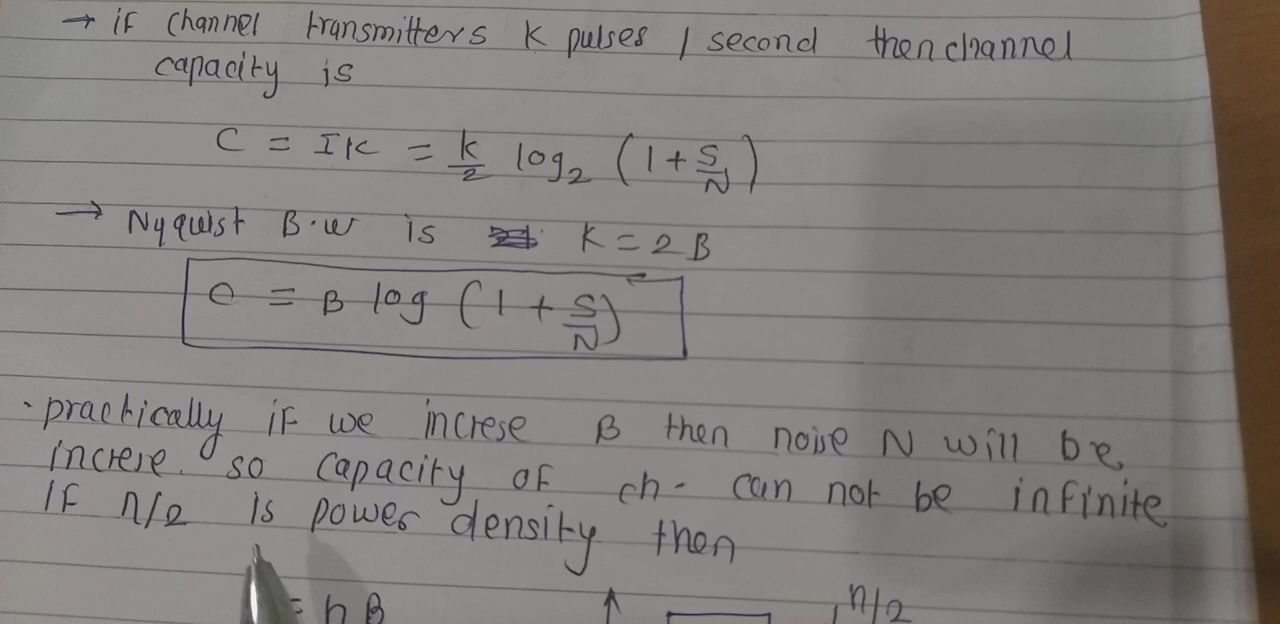 → if channel transmitters K pulses / second then channel
capacity is
C = IK = K/2 log₂ (1 + S/N)
→ Nyquist B.W is K = 2B
C = B log (1 + S/N)
· practically if we increse B then noise N will be
increse. so capacity of ch. can not be infinite
If n/2 is power density then
= n B
n/2